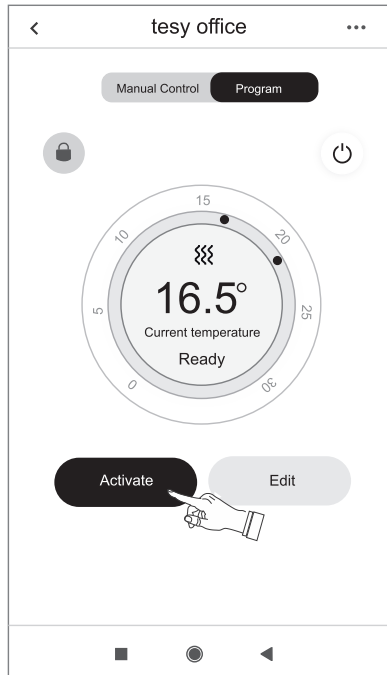 tesy office
Manual Control Program
15
10 20
5 25
0 30
16.5°
Current temperature
Ready
Activate Edit